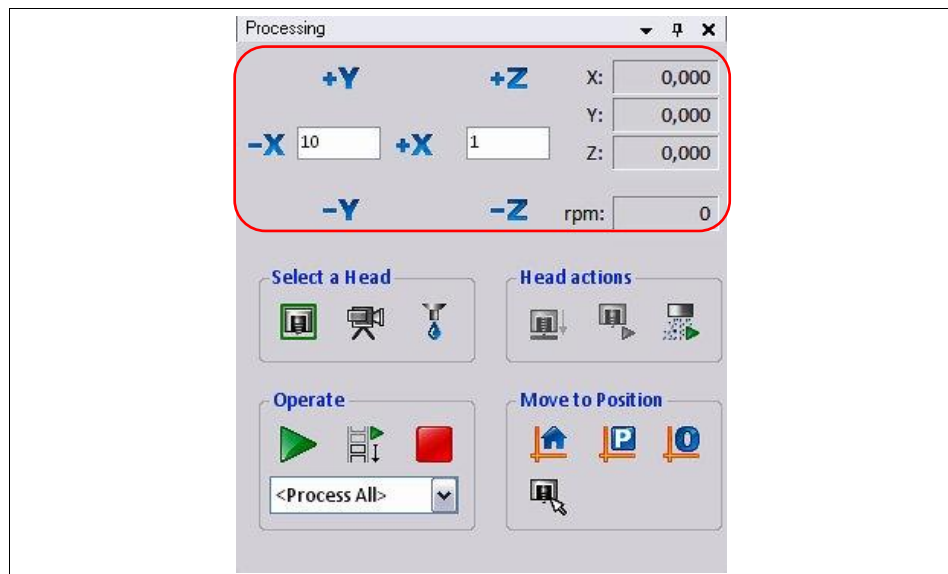 Processing
+Y +Z X: 0,000
Y: 0,000
-X 10 +X 1
Z: 0,000
-Y -Z rpm: 0
Select a Head Head actions
Operate Move to Position
P 0
<Process All>